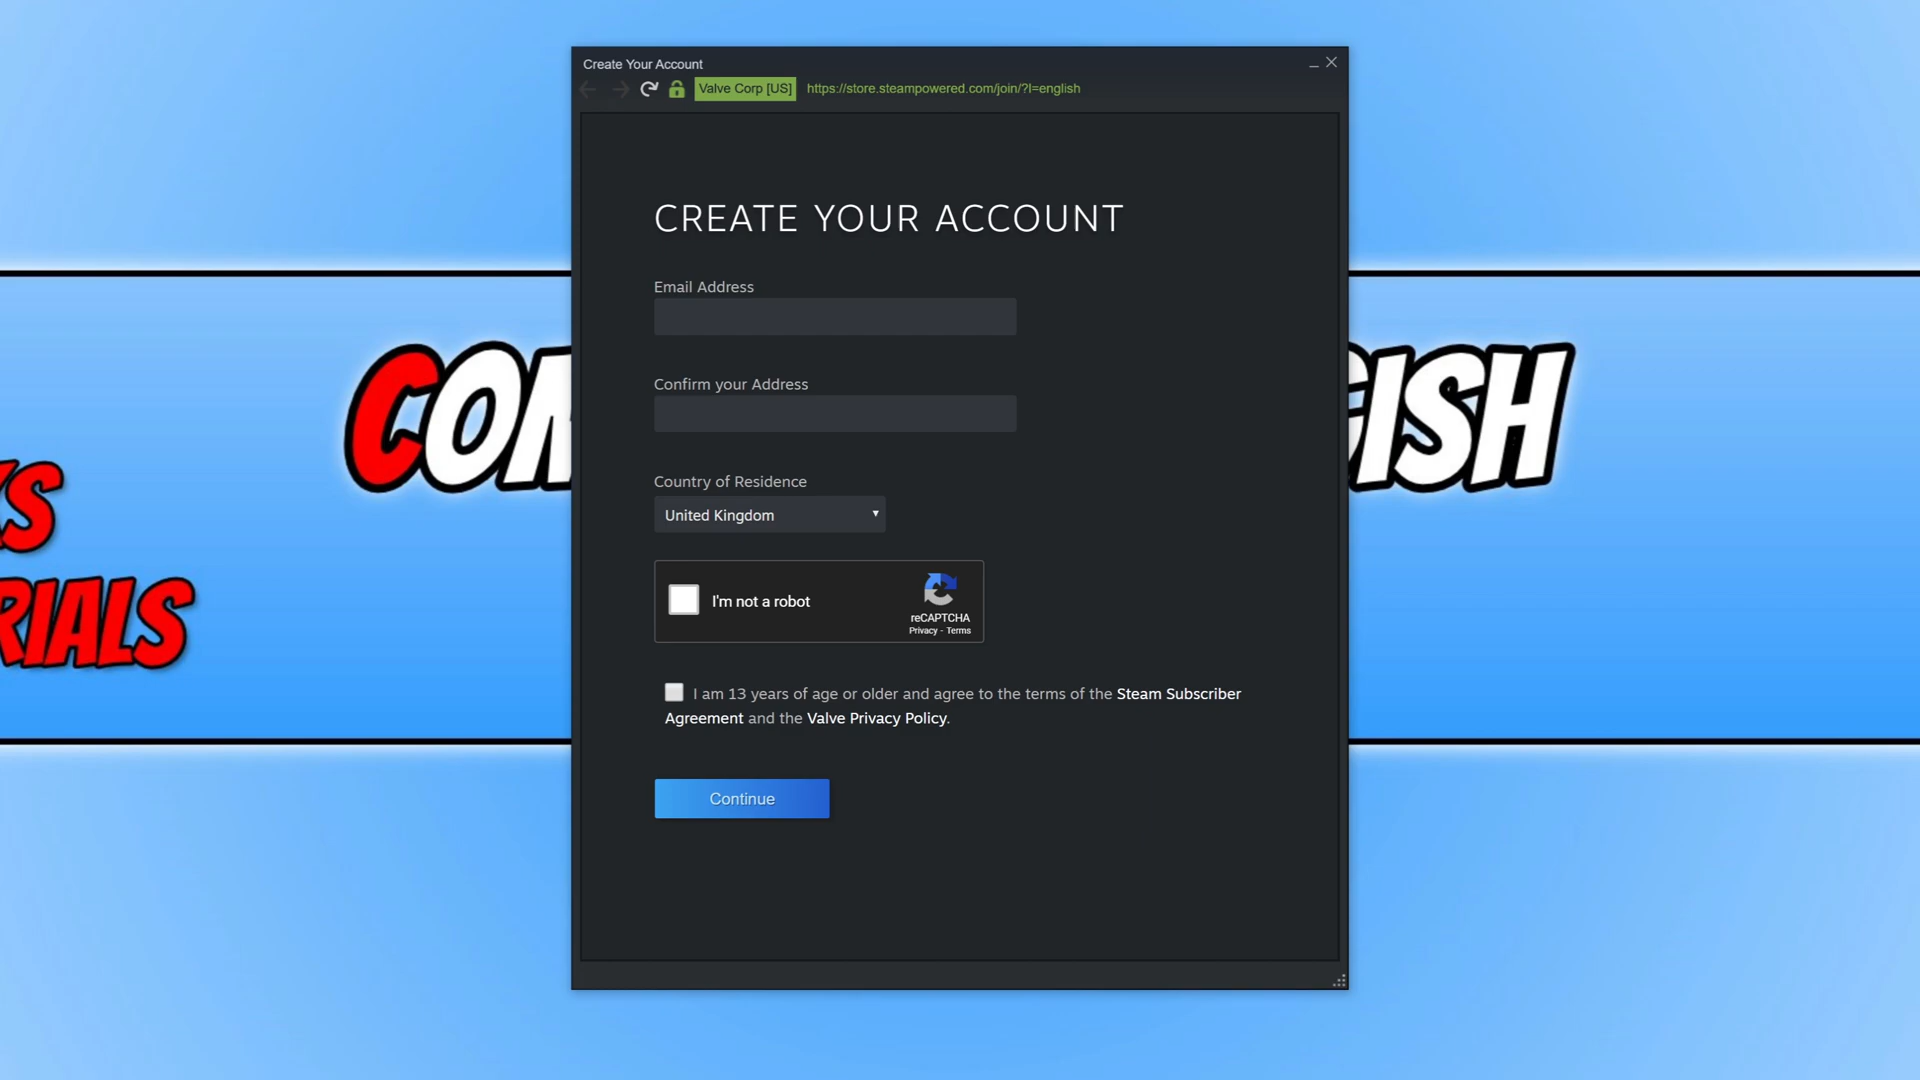 Create Your Account
Valve Corp [US] https://store.steampowered.com/join/?l=english
CREATE YOUR ACCOUNT
Email Address
Confirm your Address
Country of Residence
United Kingdom
I'm not a robot
reCAPTCHA
Privacy - Terms
I am 13 years of age or older and agree to the terms of the Steam Subscriber
Agreement and the Valve Privacy Policy.
Continue